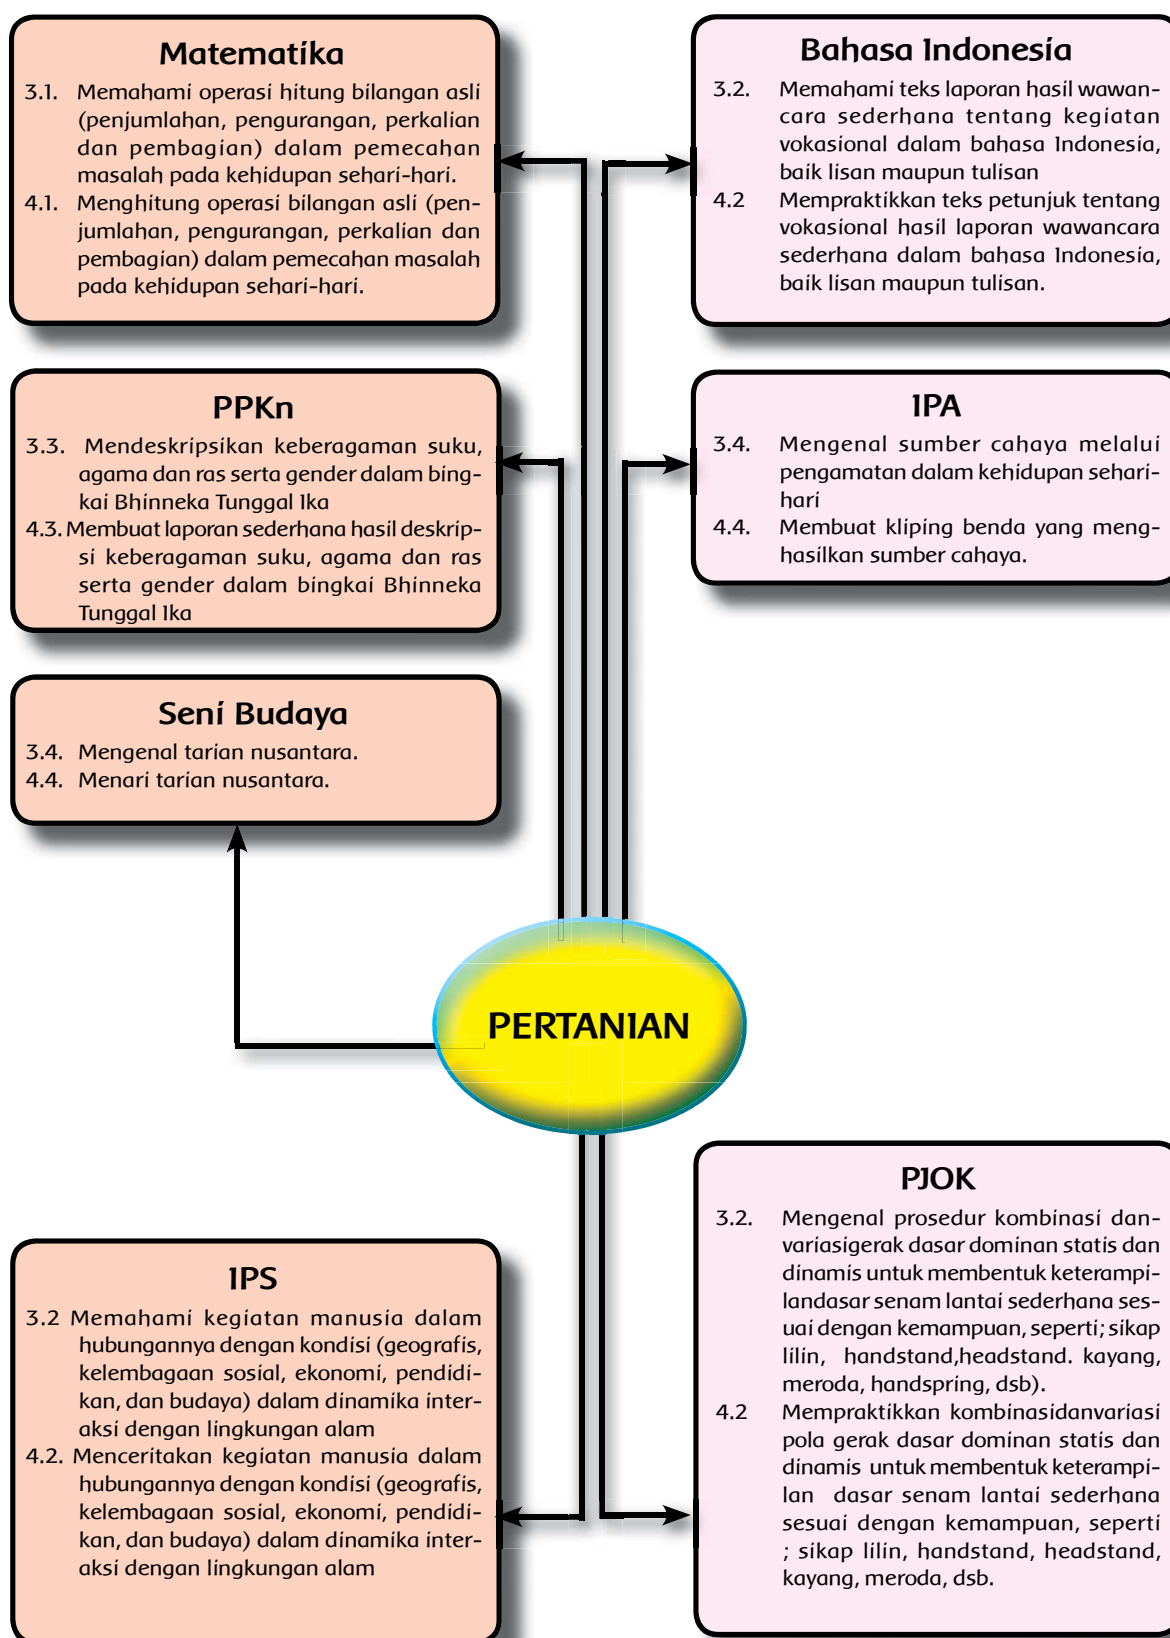 Matematika
3.1. Memahami operasi hitung bilangan asli
(penjumlahan, pengurangan, perkalian
dan pembagian) dalam pemecahan
masalah pada kehidupan sehari-hari.
4.1. Menghitung operasi bilangan asli (pen-
jumlahan, pengurangan, perkalian dan
pembagian) dalam pemecahan masalah
pada kehidupan sehari-hari.
Bahasa Indonesia
3.2. Memahami teks laporan hasil wawan-
cara sederhana tentang kegiatan
vokasional dalam bahasa Indonesia,
baik lisan maupun tulisan
4.2 Mempraktikkan teks petunjuk tentang
vokasional hasil laporan wawancara
sederhana dalam bahasa Indonesia,
baik lisan maupun tulisan.
PPKn
3.3. Mendeskripsikan keberagaman suku,
agama dan ras serta gender dalam bing-
kai Bhinneka Tunggal Ika
4.3. Membuat laporan sederhana hasil deskrip-
si keberagaman suku, agama dan ras
serta gender dalam bingkai Bhinneka
Tunggal Ika
IPA
3.4. Mengenal sumber cahaya melalui
pengamatan dalam kehidupan sehari-
hari
4.4. Membuat kliping benda yang meng-
hasilkan sumber cahaya.
Seni Budaya
3.4. Mengenal tarian nusantara.
4.4. Menari tarian nusantara.
PERTANIAN
IPS
3.2 Memahami kegiatan manusia dalam
hubungannya dengan kondisi (geografis,
kelembagaan sosial, ekonomi, pendidi-
kan, dan budaya) dalam dinamika inter-
aksi dengan lingkungan alam
4.2. Menceritakan kegiatan manusia dalam
hubungannya dengan kondisi (geografis,
kelembagaan sosial, ekonomi, pendidi-
kan, dan budaya) dalam dinamika inter-
aksi dengan lingkungan alam
PJOK
3.2. Mengenal prosedur kombinasi dan-
variasigerak dasar dominan statis dan
dinamis untuk membentuk keterampi-
landasar senam lantai sederhana ses-
uai dengan kemampuan, seperti; sikap
lilin, handstand,headstand. kayang,
meroda, handspring, dsb).
4.2 Mempraktikkan kombinasidanvariasi
pola gerak dasar dominan statis dan
dinamis untuk membentuk keterampi-
lan dasar senam lantai sederhana
sesuai dengan kemampuan, seperti
; sikap lilin, handstand, headstand,
kayang, meroda, dsb.